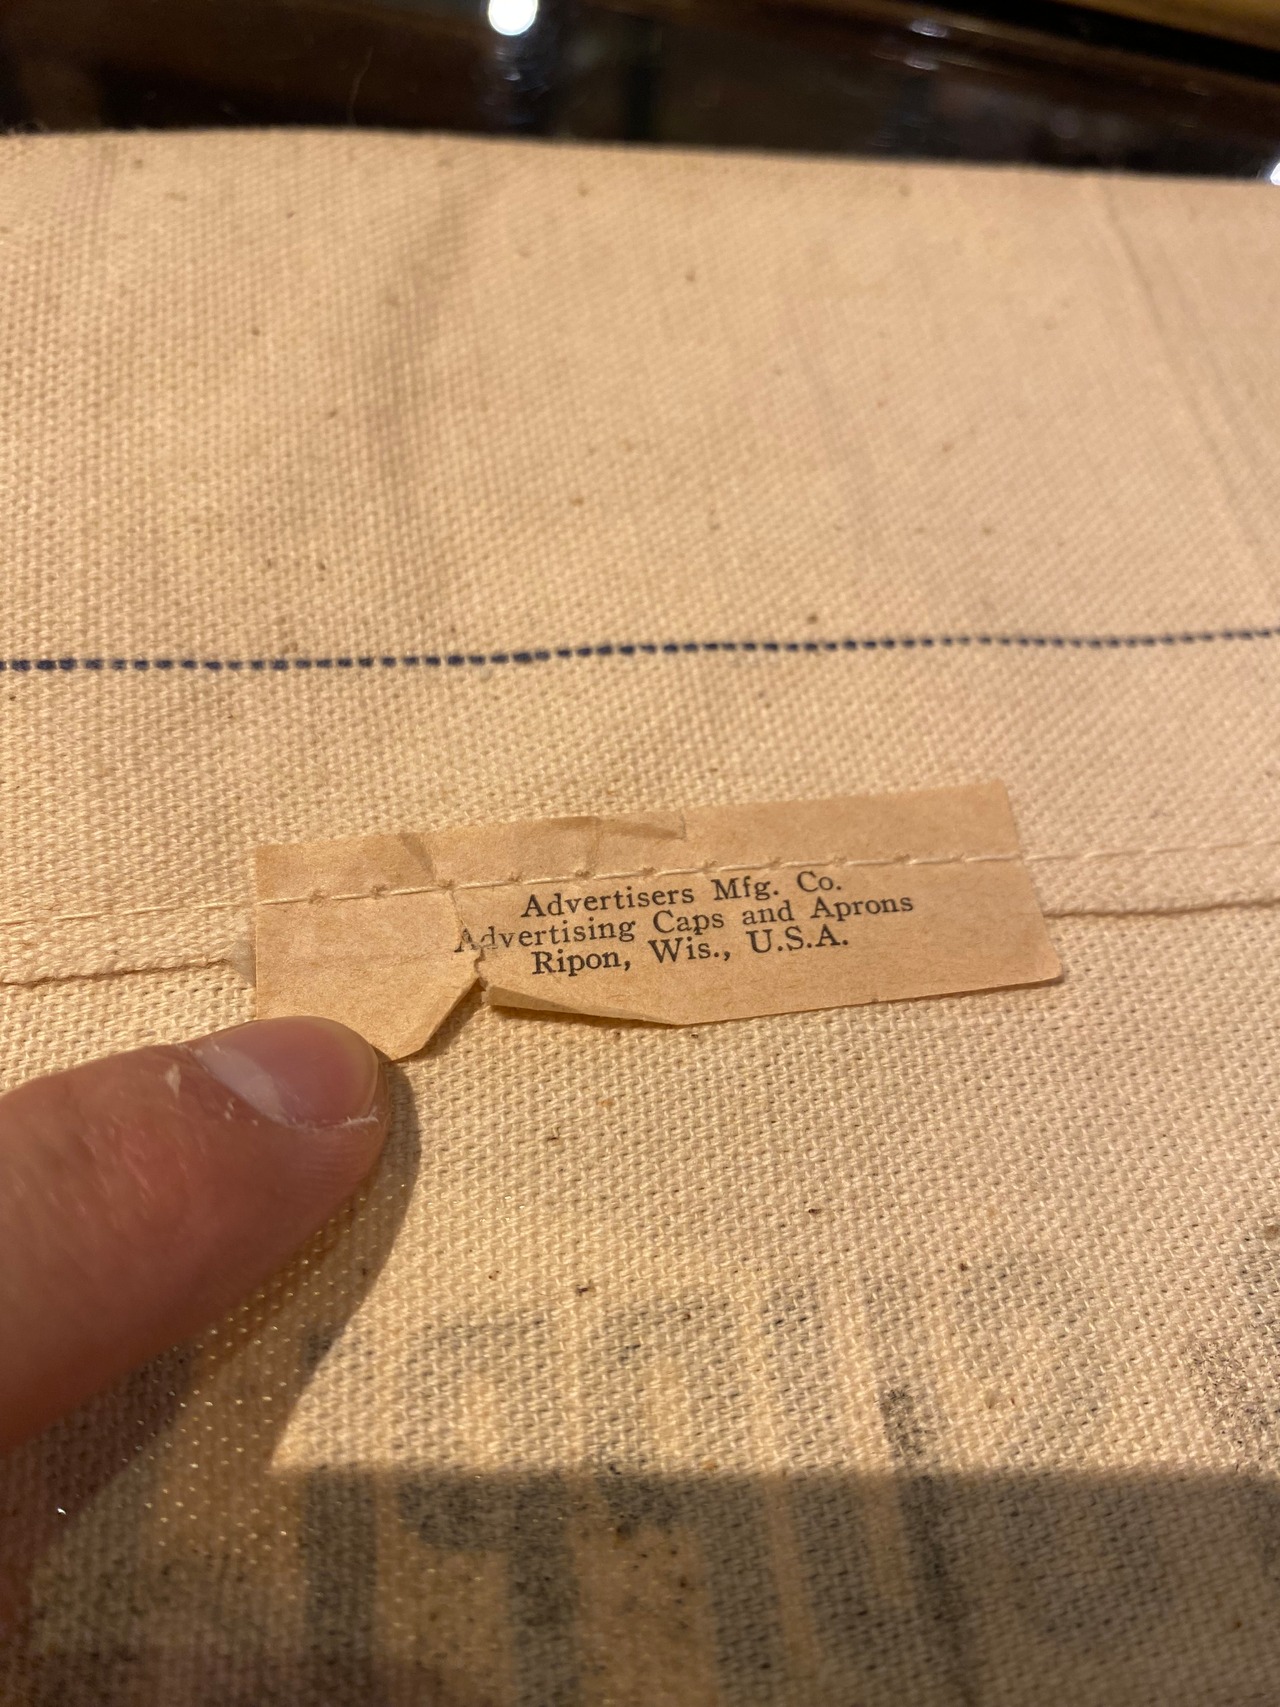 Advertisers Mfg. Co.
Advertising Caps and Aprons
Ripon, Wis., U.S.A.